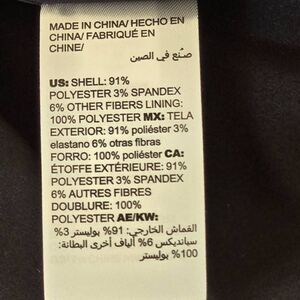 MADE IN CHINA/ HECHO EN
CHINA/ FABRIQUÉ EN
CHINE/
صنع في الصين
US: SHELL: 91%
POLYESTER 3% SPANDEX
6% OTHER FIBERS LINING:
100% POLYESTER MX: TELA
EXTERIOR: 91% poliéster 3%
elastano 6% otras fibras
FORRO: 100% poliéster CA:
ÉTOFFE EXTÉRIEURE: 91%
POLYESTER 3% SPANDEX
6% AUTRES FIBRES
DOUBLURE: 100%
POLYESTER AE/KW:
القماش الخارجي: 91% بوليستر 3%
سباندیکس 6% ألياف أخرى البطانة:
100% بوليستر